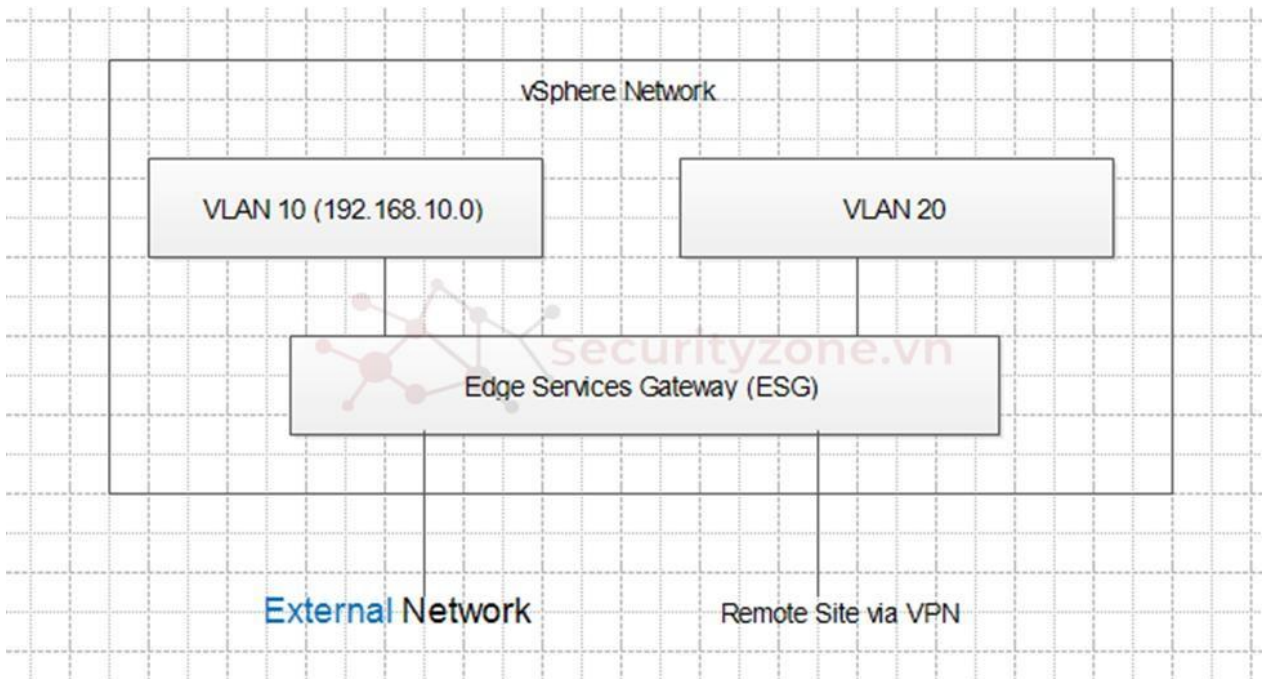 vSphere Network
VLAN 10 (192.168.10.0)
VLAN 20
securityzone.vn
Edge Services Gateway (ESG)
External Network
Remote Site via VPN